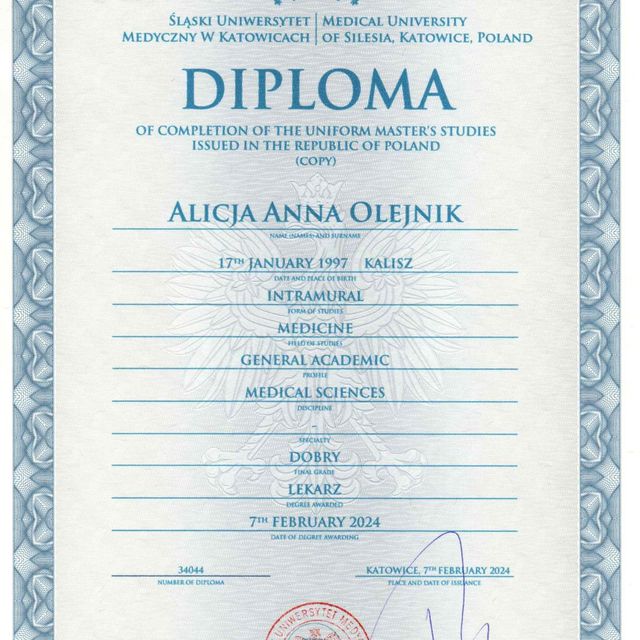 ŚLĄSKI UNIWERSYTET MEDICAL UNIVERSITY
MEDYCZNY W KATOWICACH OF SILESIA, KATOWICE, POLAND
DIPLOMA
OF COMPLETION OF THE UNIFORM MASTER'S STUDIES
ISSUED IN THE REPUBLIC OF POLAND
(COPY)
ALICJA ANNA OLEJNIK
NAME (NAMES) AND SURNAME
17TH JANUARY 1997 KALISZ
DATE AND PLACE OF BIRTH
INTRAMURAL
FORM OF STUDIES
MEDICINE
FIELD OF STUDIES
GENERAL ACADEMIC
PROFILE
MEDICAL SCIENCES
DISCIPLINE
-
SPECIALTY
DOBRY
FINAL GRADE
LEKARZ
DEGREE AWARDED
7TH FEBRUARY 2024
DATE OF DEGREE AWARDING
34044
NUMBER OF DIPLOMA
KATOWICE, 7TH FEBRUARY 2024
PLACE AND DATE OF ISSUANCE
UNIWERSYTET